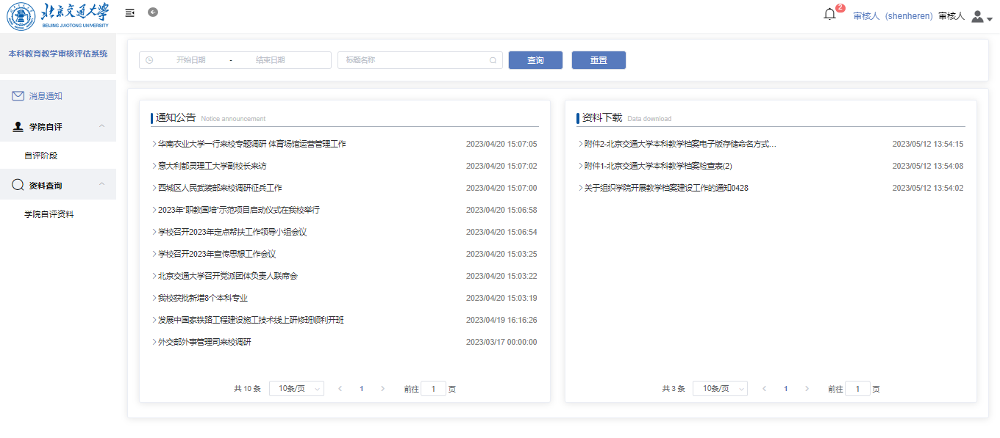 北京交通大学
BEIJING JIAOTONG UNIVERSITY
2
审核人 (shenheren) 审核人
本科教育教学审核评估系统
消息通知
学院自评
自评阶段
资料查询
学院自评资料
开始日期 - 结束日期 标题名称 查询 重置
通知公告 Notice announcement
华南农业大学一行来校专题调研 体育场馆运营管理工作 2023/04/20 15:07:05
意大利都灵理工大学副校长来访 2023/04/20 15:07:02
西城区人民武装部来校调研征兵工作 2023/04/20 15:07:00
2023年“职教国培”示范项目启动仪式在我校举行 2023/04/20 15:06:58
学校召开2023年定点帮扶工作领导小组会议 2023/04/20 15:06:54
学校召开2023年宣传思想工作会议 2023/04/20 15:03:25
北京交通大学召开党派团体负责人联席会 2023/04/20 15:03:22
我校获批新增8个本科专业 2023/04/20 15:03:19
发展中国家铁路工程建设施工技术线上研修班顺利开班 2023/04/19 16:16:26
外交部外事管理司来校调研 2023/03/17 00:00:00
共 10 条 10条/页 1 前往 1 页
资料下载 Data download
附件2-北京交通大学本科教学档案电子版存储命名方式... 2023/05/12 13:54:15
附件1-北京交通大学本科教学档案检查表(2) 2023/05/12 13:54:08
关于组织学院开展教学档案建设工作的通知0428 2023/05/12 13:54:02
共 3 条 10条/页 1 前往 1 页